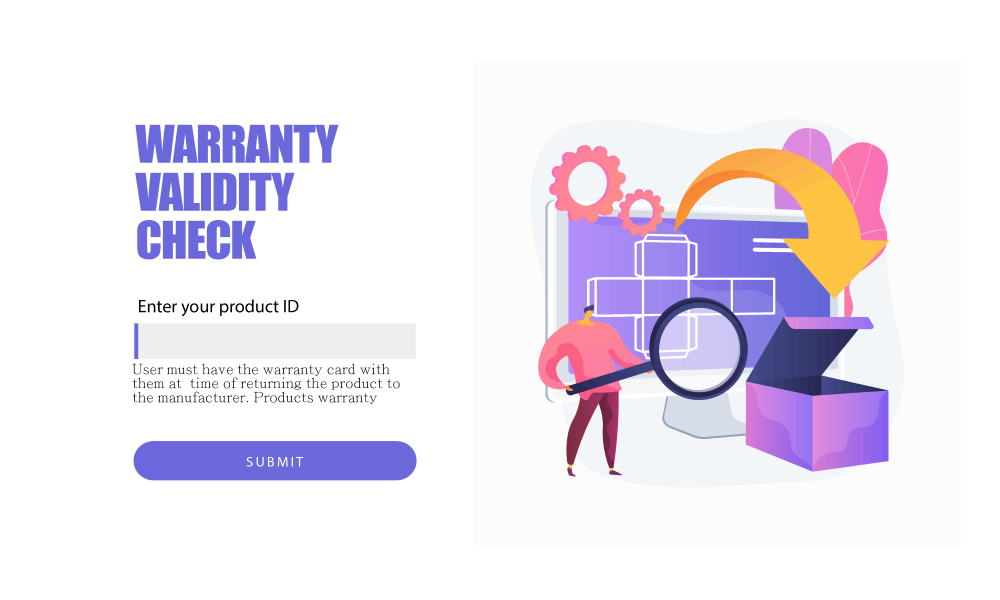 WARRANTY
VALIDITY
CHECK
Enter your product ID
User must have the warranty card with
them at time of returning the product to
the manufacturer. Products warranty
SUBMIT